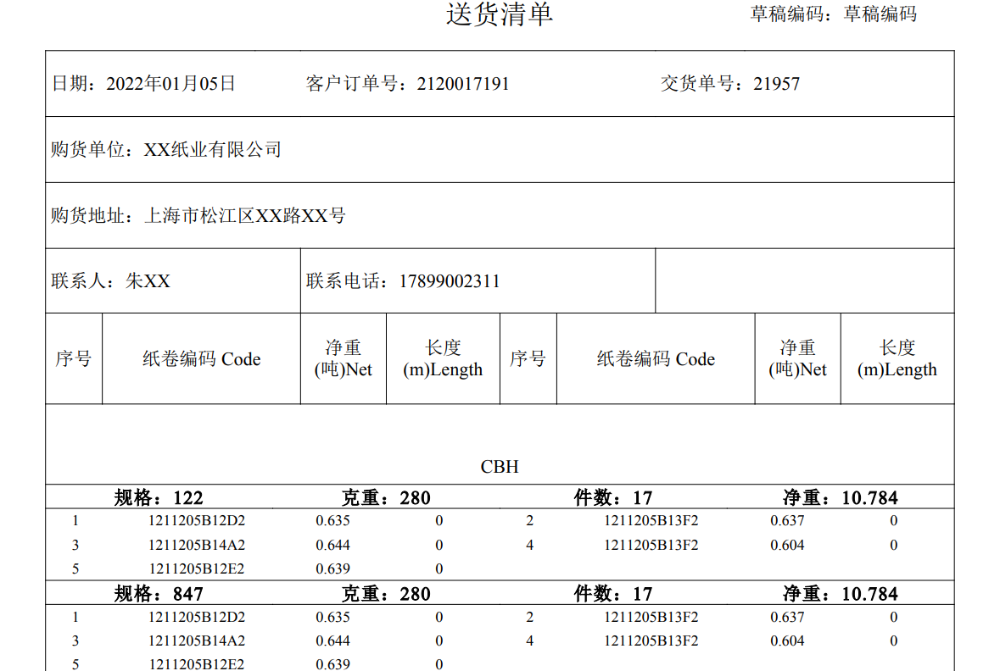 送货清单 草稿编码：草稿编码
日期：2022年01月05日 客户订单号：2120017191 交货单号：21957
购货单位：XX纸业有限公司
购货地址：上海市松江区XX路XX号
联系人：朱XX 联系电话：17899002311
序号 纸卷编码 Code 净重(吨)Net 长度(m)Length 序号 纸卷编码 Code 净重(吨)Net 长度(m)Length
CBH
规格：122 克重：280 件数：17 净重：10.784
1 1211205B12D2 0.635 0 2 1211205B13F2 0.637 0
3 1211205B14A2 0.644 0 4 1211205B13F2 0.604 0
5 1211205B12E2 0.639 0
规格：847 克重：280 件数：17 净重：10.784
1 1211205B12D2 0.635 0 2 1211205B13F2 0.637 0
3 1211205B14A2 0.644 0 4 1211205B13F2 0.604 0
5 1211205B12E2 0.639 0